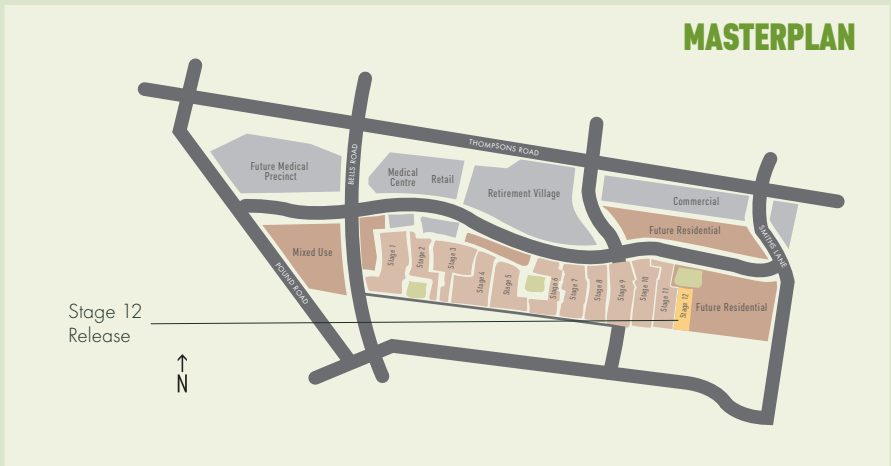 MASTERPLAN
THOMPSONS ROAD
BELLS ROAD
Future Medical
Precinct
Medical
Centre
Retail
Retirement Village
Commercial
Future Residential
SMITHS LANE
Mixed Use
POUND ROAD
Stage 1
Stage 2
Stage 3
Stage 4
Stage 5
Stage 6
Stage 7
Stage 8
Stage 9
Stage 10
Stage 11
Stage 12
Future Residential
Stage 12
Release
N